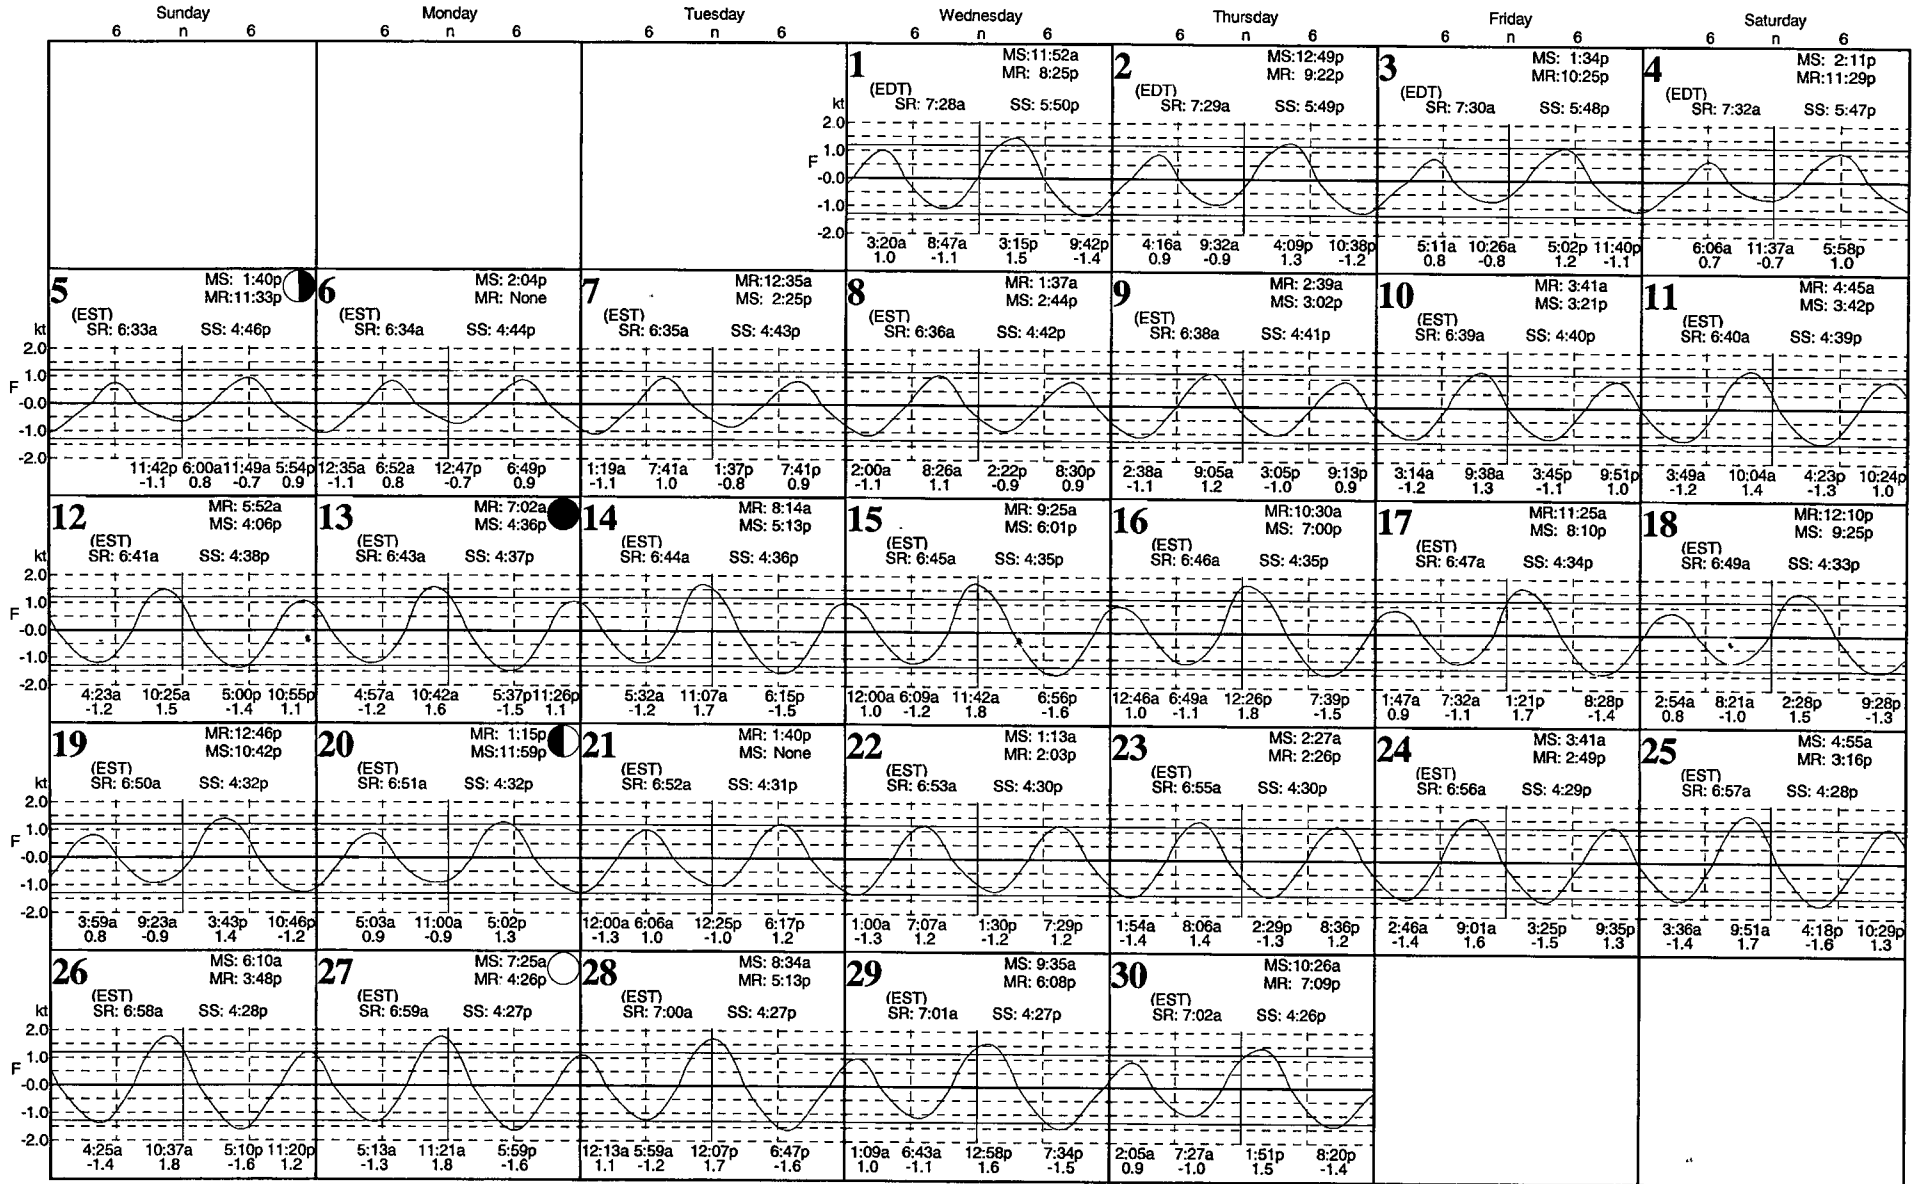 Sunday Monday Tuesday Wednesday Thursday Friday Saturday
6 n 6 6 n 6 6 n 6 6 n 6 6 n 6 6 n 6 6 n 6
1 MS:11:52a
MR: 8:25p
(EDT)
SR: 7:28a SS: 5:50p
kt
2.0
1.0
F
-0.0
-1.0
-2.0
3:20a 8:47a 3:15p 9:42p
1.0 -1.1 1.5 -1.4
2 MS:12:49p
MR: 9:22p
(EDT)
SR: 7:29a SS: 5:49p
4:16a 9:32a 4:09p 10:38p
0.9 -0.9 1.3 -1.2
3 MS: 1:34p
MR:10:25p
(EDT)
SR: 7:30a SS: 5:48p
5:11a 10:26a 5:02p 11:40p
0.8 -0.8 1.2 -1.1
4 MS: 2:11p
MR:11:29p
(EDT)
SR: 7:32a SS: 5:47p
6:06a 11:37a 5:58p
0.7 -0.7 1.0
5 MS: 1:40p
MR:11:33p
(EST)
SR: 6:33a SS: 4:46p
kt
2.0
1.0
F
-0.0
-1.0
-2.0
11:42p 6:00a 11:49a 5:54p
-1.1 0.8 -0.7 0.9
6 MS: 2:04p
MR: None
(EST)
SR: 6:34a SS: 4:44p
12:35a 6:52a 12:47p 6:49p
-1.1 0.8 -0.7 0.9
7 MR:12:35a
MS: 2:25p
(EST)
SR: 6:35a SS: 4:43p
1:19a 7:41a 1:37p 7:41p
-1.1 1.0 -0.8 0.9
8 MR: 1:37a
MS: 2:44p
(EST)
SR: 6:36a SS: 4:42p
2:00a 8:26a 2:22p 8:30p
-1.1 1.1 -0.9 0.9
9 MR: 2:39a
MS: 3:02p
(EST)
SR: 6:38a SS: 4:41p
2:38a 9:05a 3:05p 9:13p
-1.1 1.2 -1.0 0.9
10 MR: 3:41a
MS: 3:21p
(EST)
SR: 6:39a SS: 4:40p
3:14a 9:38a 3:45p 9:51p
-1.2 1.3 -1.1 1.0
11 MR: 4:45a
MS: 3:42p
(EST)
SR: 6:40a SS: 4:39p
3:49a 10:04a 4:23p 10:24p
-1.2 1.4 -1.3 1.0
12 MR: 5:52a
MS: 4:06p
(EST)
SR: 6:41a SS: 4:38p
kt
2.0
1.0
F
-0.0
-1.0
-2.0
4:23a 10:25a 5:00p 10:55p
-1.2 1.5 -1.4 1.1
13 MR: 7:02a
MS: 4:36p
(EST)
SR: 6:43a SS: 4:37p
4:57a 10:42a 5:37p 11:26p
-1.2 1.6 -1.5 1.1
14 MR: 8:14a
MS: 5:13p
(EST)
SR: 6:44a SS: 4:36p
5:32a 11:07a 6:15p
-1.2 1.7 -1.5
15 MR: 9:25a
MS: 6:01p
(EST)
SR: 6:45a SS: 4:35p
12:00a 6:09a 11:42a 6:56p
1.0 -1.2 1.8 -1.6
16 MR:10:30a
MS: 7:00p
(EST)
SR: 6:46a SS: 4:35p
12:46a 6:49a 12:26p 7:39p
1.0 -1.1 1.8 -1.5
17 MR:11:25a
MS: 8:10p
(EST)
SR: 6:47a SS: 4:34p
1:47a 7:32a 1:21p 8:28p
0.9 -1.1 1.7 -1.4
18 MR:12:10p
MS: 9:25p
(EST)
SR: 6:49a SS: 4:33p
2:54a 8:21a 2:28p 9:28p
0.8 -1.0 1.5 -1.3
19 MR:12:46p
MS:10:42p
(EST)
SR: 6:50a SS: 4:32p
kt
2.0
1.0
F
-0.0
-1.0
-2.0
3:59a 9:23a 3:43p 10:46p
0.8 -0.9 1.4 -1.2
20 MR: 1:15p
MS:11:59p
(EST)
SR: 6:51a SS: 4:32p
5:03a 11:00a 5:02p
0.9 -0.9 1.3
21 MR: 1:40p
MS: None
(EST)
SR: 6:52a SS: 4:31p
12:00a 6:06a 12:25p 6:17p
-1.3 1.0 -1.0 1.2
22 MS: 1:13a
MR: 2:03p
(EST)
SR: 6:53a SS: 4:30p
1:00a 7:07a 1:30p 7:29p
-1.3 1.2 -1.2 1.2
23 MS: 2:27a
MR: 2:26p
(EST)
SR: 6:55a SS: 4:30p
1:54a 8:06a 2:29p 8:36p
-1.4 1.4 -1.3 1.2
24 MS: 3:41a
MR: 2:49p
(EST)
SR: 6:56a SS: 4:29p
2:46a 9:01a 3:25p 9:35p
-1.4 1.6 -1.5 1.3
25 MS: 4:55a
MR: 3:16p
(EST)
SR: 6:57a SS: 4:28p
3:36a 9:51a 4:18p 10:29p
-1.4 1.7 -1.6 1.3
26 MS: 6:10a
MR: 3:48p
(EST)
SR: 6:58a SS: 4:28p
kt
2.0
1.0
F
-0.0
-1.0
-2.0
4:25a 10:37a 5:10p 11:20p
-1.4 1.8 -1.6 1.2
27 MS: 7:25a
MR: 4:26p
(EST)
SR: 6:59a SS: 4:27p
5:13a 11:21a 5:59p
-1.3 1.8 -1.6
28 MS: 8:34a
MR: 5:13p
(EST)
SR: 7:00a SS: 4:27p
12:13a 5:59a 12:07p 6:47p
1.1 -1.2 1.7 -1.6
29 MS: 9:35a
MR: 6:08p
(EST)
SR: 7:01a SS: 4:27p
1:09a 6:43a 12:58p 7:34p
1.0 -1.1 1.6 -1.5
30 MS:10:26a
MR: 7:09p
(EST)
SR: 7:02a SS: 4:26p
2:05a 7:27a 1:51p 8:20p
0.9 -1.0 1.5 -1.4